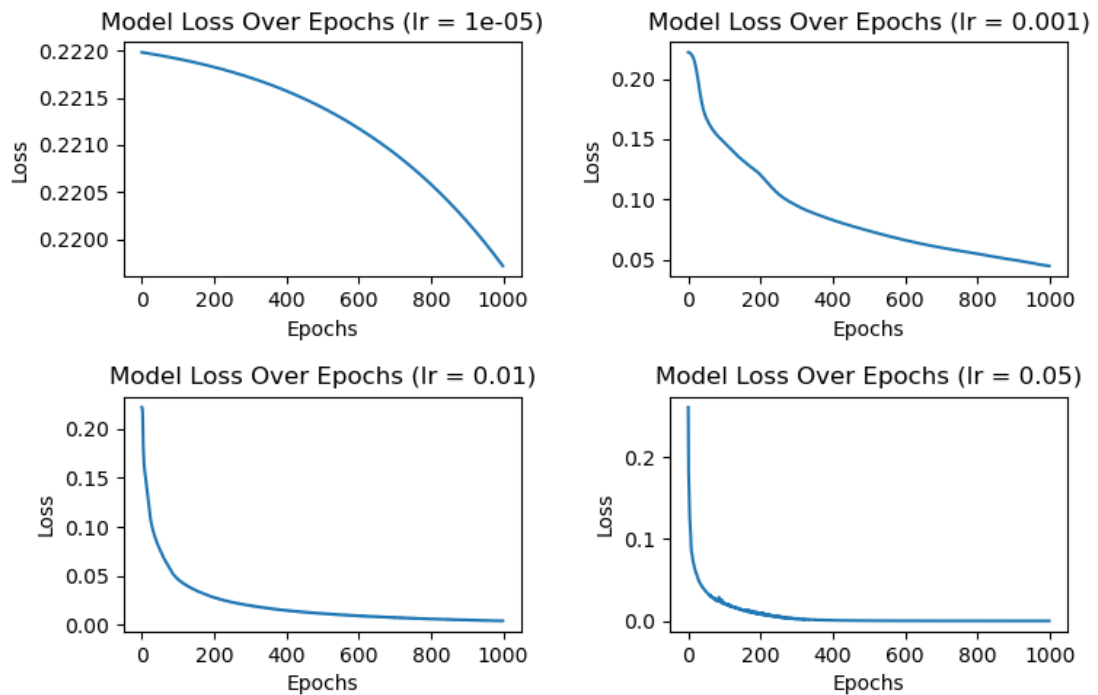 Model Loss Over Epochs (lr = 1e-05)
0.2220
0.2215
0.2210
0.2205
0.2200
Loss
0 200 400 600 800 1000
Epochs
Model Loss Over Epochs (lr = 0.001)
0.20
0.15
0.10
0.05
Loss
0 200 400 600 800 1000
Epochs
Model Loss Over Epochs (lr = 0.01)
0.20
0.15
0.10
0.05
0.00
Loss
0 200 400 600 800 1000
Epochs
Model Loss Over Epochs (lr = 0.05)
0.2
0.1
0.0
Loss
0 200 400 600 800 1000
Epochs